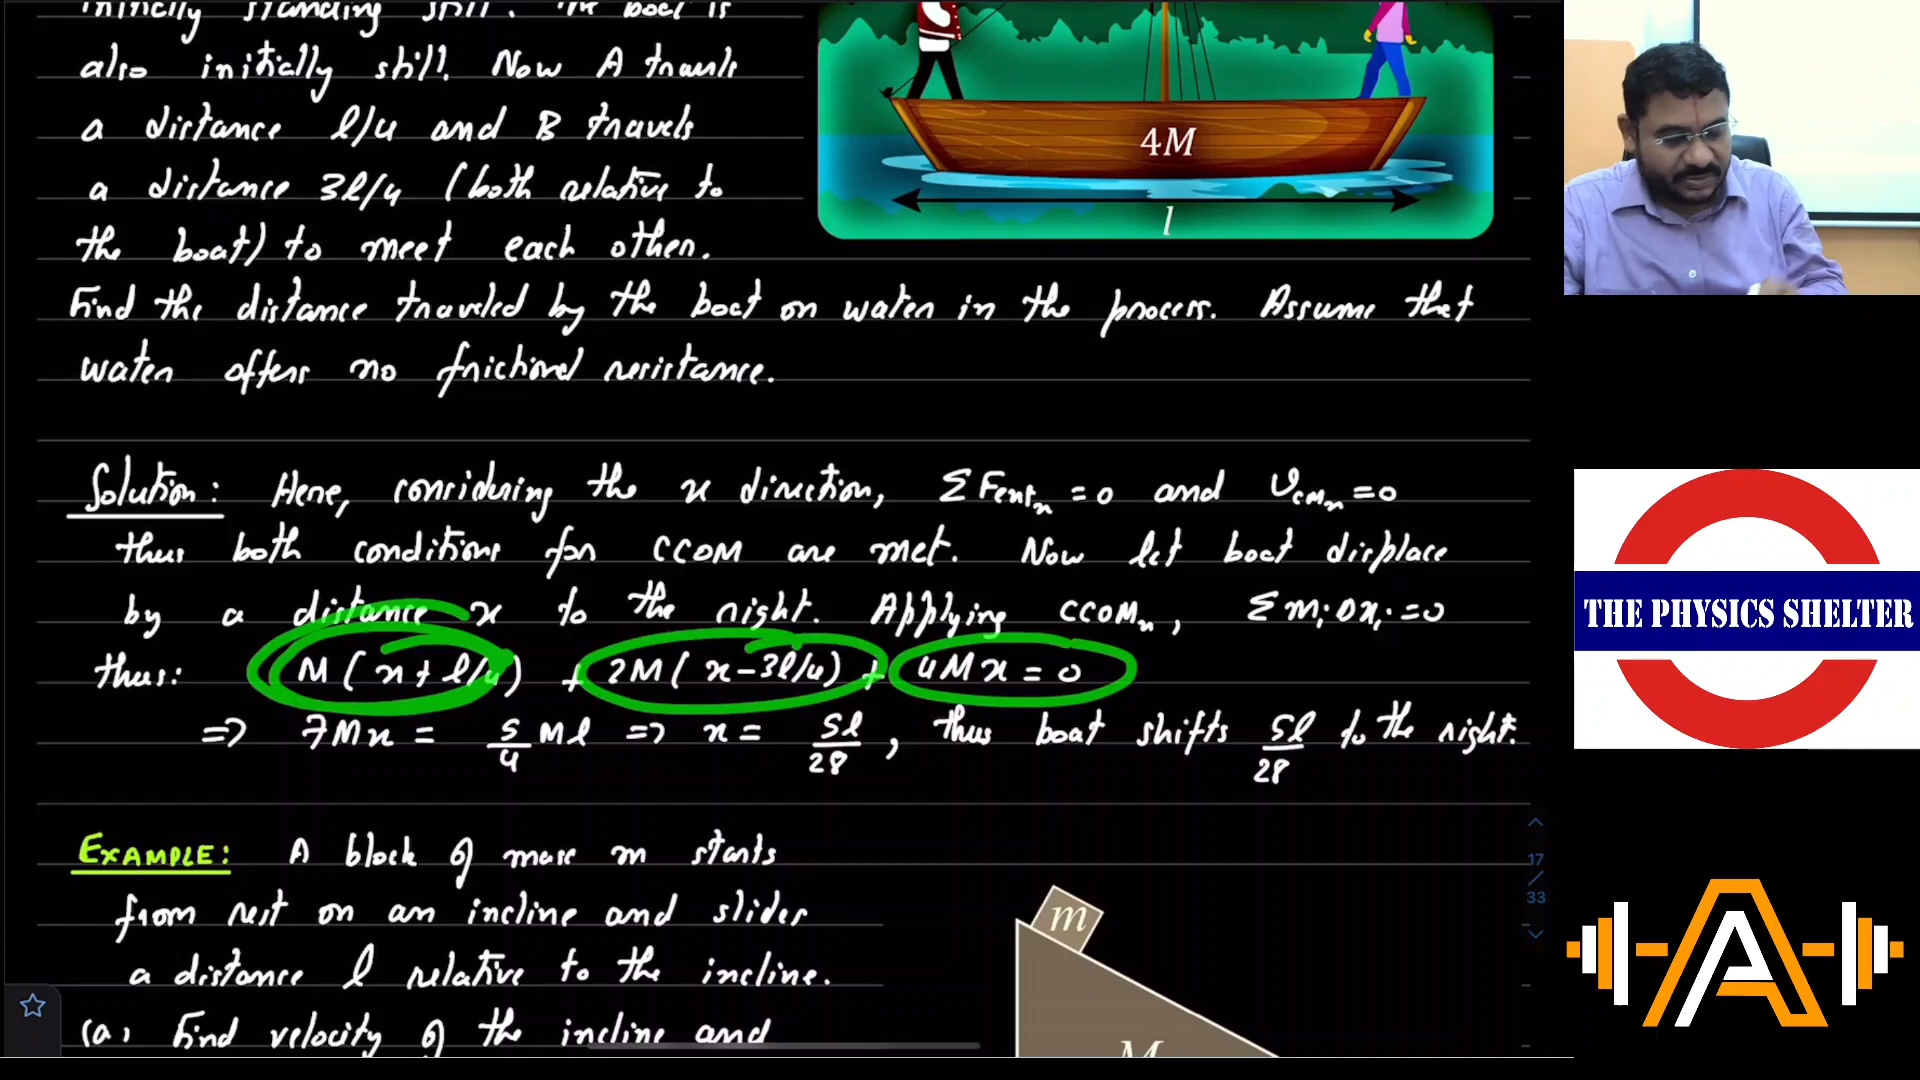 initially standing still. The boat is
also initially still. Now A travels
a distance l/4 and B travels
a distance 3l/4 (both relative to
the boat) to meet each other.
Find the distance traveled by the boat on water in the process. Assume that
water offers no frictional resistance.
4M
l
Solution: Here, considering the x direction, ΣFext_x = 0 and v_CM_x = 0
thus both conditions for CCOM are met. Now let boat displace
by a distance x to the right. Applying CCOM_x, Σm_i Δx_i = 0
thus: M(x + l/4) + 2M(x - 3l/4) + 4Mx = 0
⇒ 7Mx = 5/4 Ml ⇒ x = 5l/28, thus boat shifts 5l/28 to the right.
EXAMPLE: A block of mass m starts
from rest on an incline and slides
a distance l relative to the incline.
(a) Find velocity of the incline and
m
M
17
/
33
THE PHYSICS SHELTER